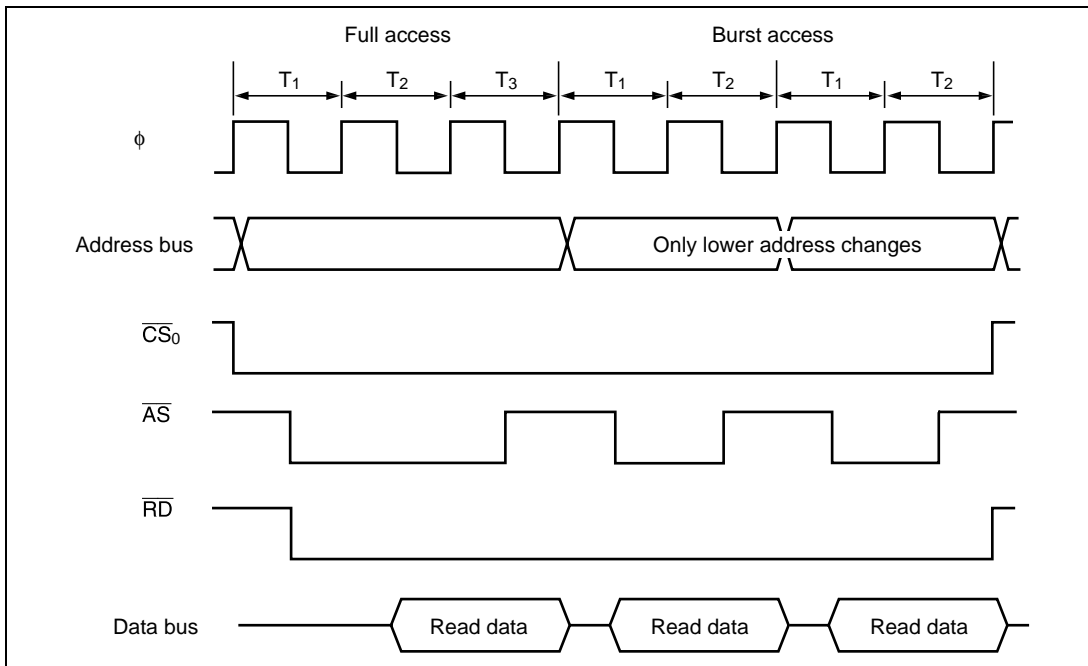 Full access Burst access
T1 T2 T3 T1 T2 T1 T2
φ
Address bus Only lower address changes
CS0
AS
RD
Data bus Read data Read data Read data